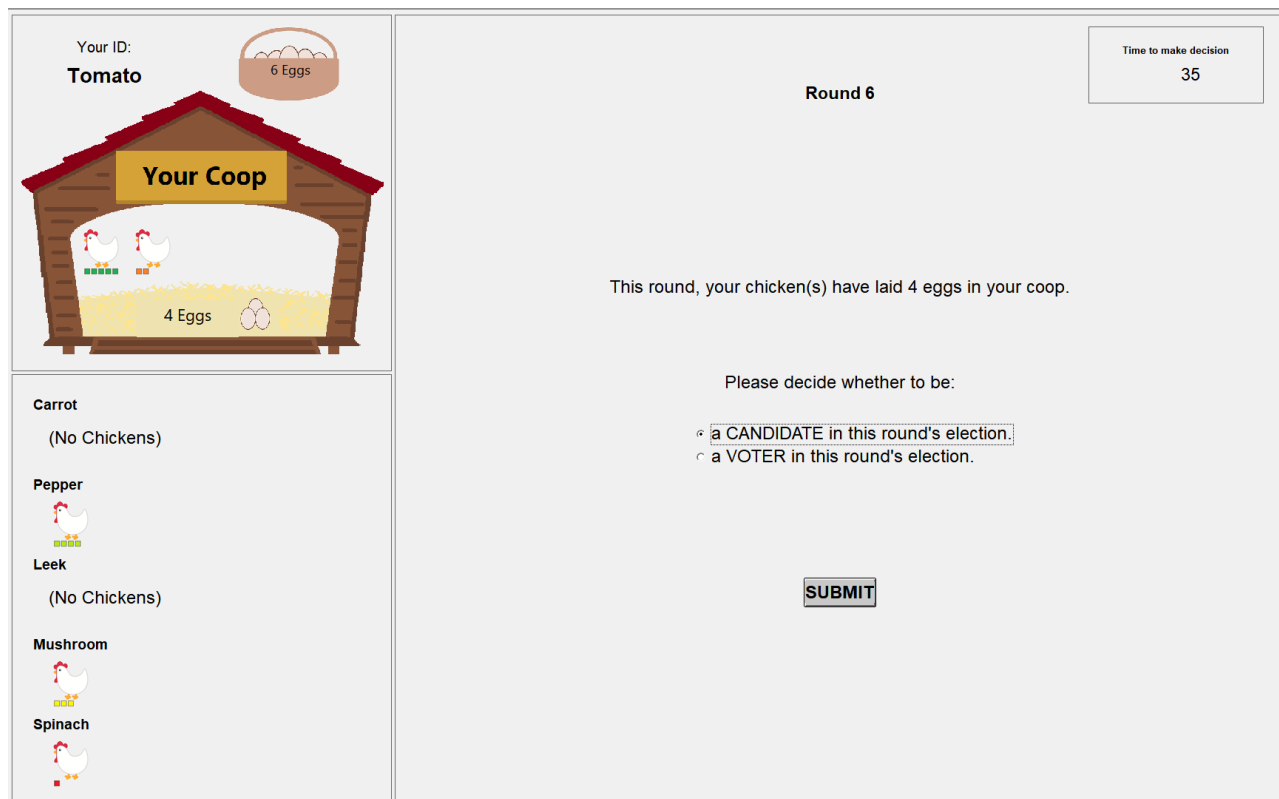 Your ID:
Tomato
6 Eggs
Your Coop
4 Eggs
Carrot
(No Chickens)
Pepper
Leek
(No Chickens)
Mushroom
Spinach
Time to make decision
35
Round 6
This round, your chicken(s) have laid 4 eggs in your coop.
Please decide whether to be:
a CANDIDATE in this round's election.
a VOTER in this round's election.
SUBMIT